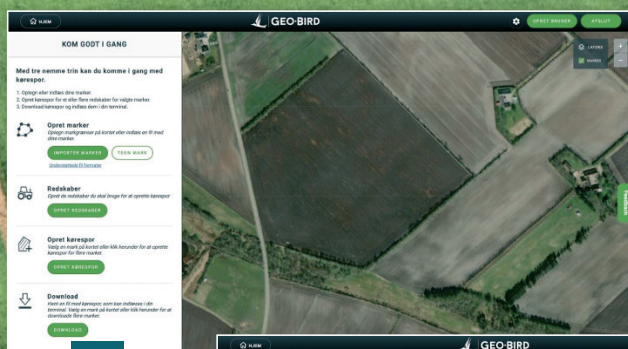 HJEM
GEO-BIRD
OPRET BRUGER
AFSLUT
KOM GODT I GANG
Med tre nemme trin kan du komme i gang med
kørespor.
1. Optegn eller indlæs dine marker.
2. Opret kørespor for et eller flere redskaber for valgte marker.
3. Download kørespor og indlæs dem i din terminal.
Opret marker
Optegn markgrænser på kortet eller indlæs en fil med
dine marker.
IMPORTER MARKER
TEGN MARK
Understøttede fil formater
Redskaber
Opret de redskaber du skal bruge for at oprette kørespor
OPRET REDSKABER
Opret kørespor
Vælg en mark på kortet eller klik herunder for at oprette
kørespor for flere marker.
OPRET KØRESPOR
Download
Hent en fil med kørespor, som kan indlæses i din
terminal. Vælg en mark på kortet eller klik herunder for at
downloade flere marker.
DOWNLOAD
LAYERS
MARKER
+
−
Feedback
HJEM
GEO-BIRD